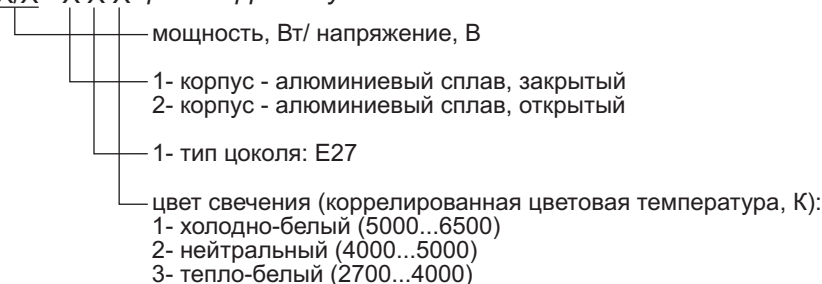 мощность, Вт/ напряжение, В
1- корпус - алюминиевый сплав, закрытый
2- корпус - алюминиевый сплав, открытый
1- тип цоколя: Е27
цвет свечения (коррелированная цветовая температура, К):
1- холодно-белый (5000...6500)
2- нейтральный (4000...5000)
3- тепло-белый (2700...4000)